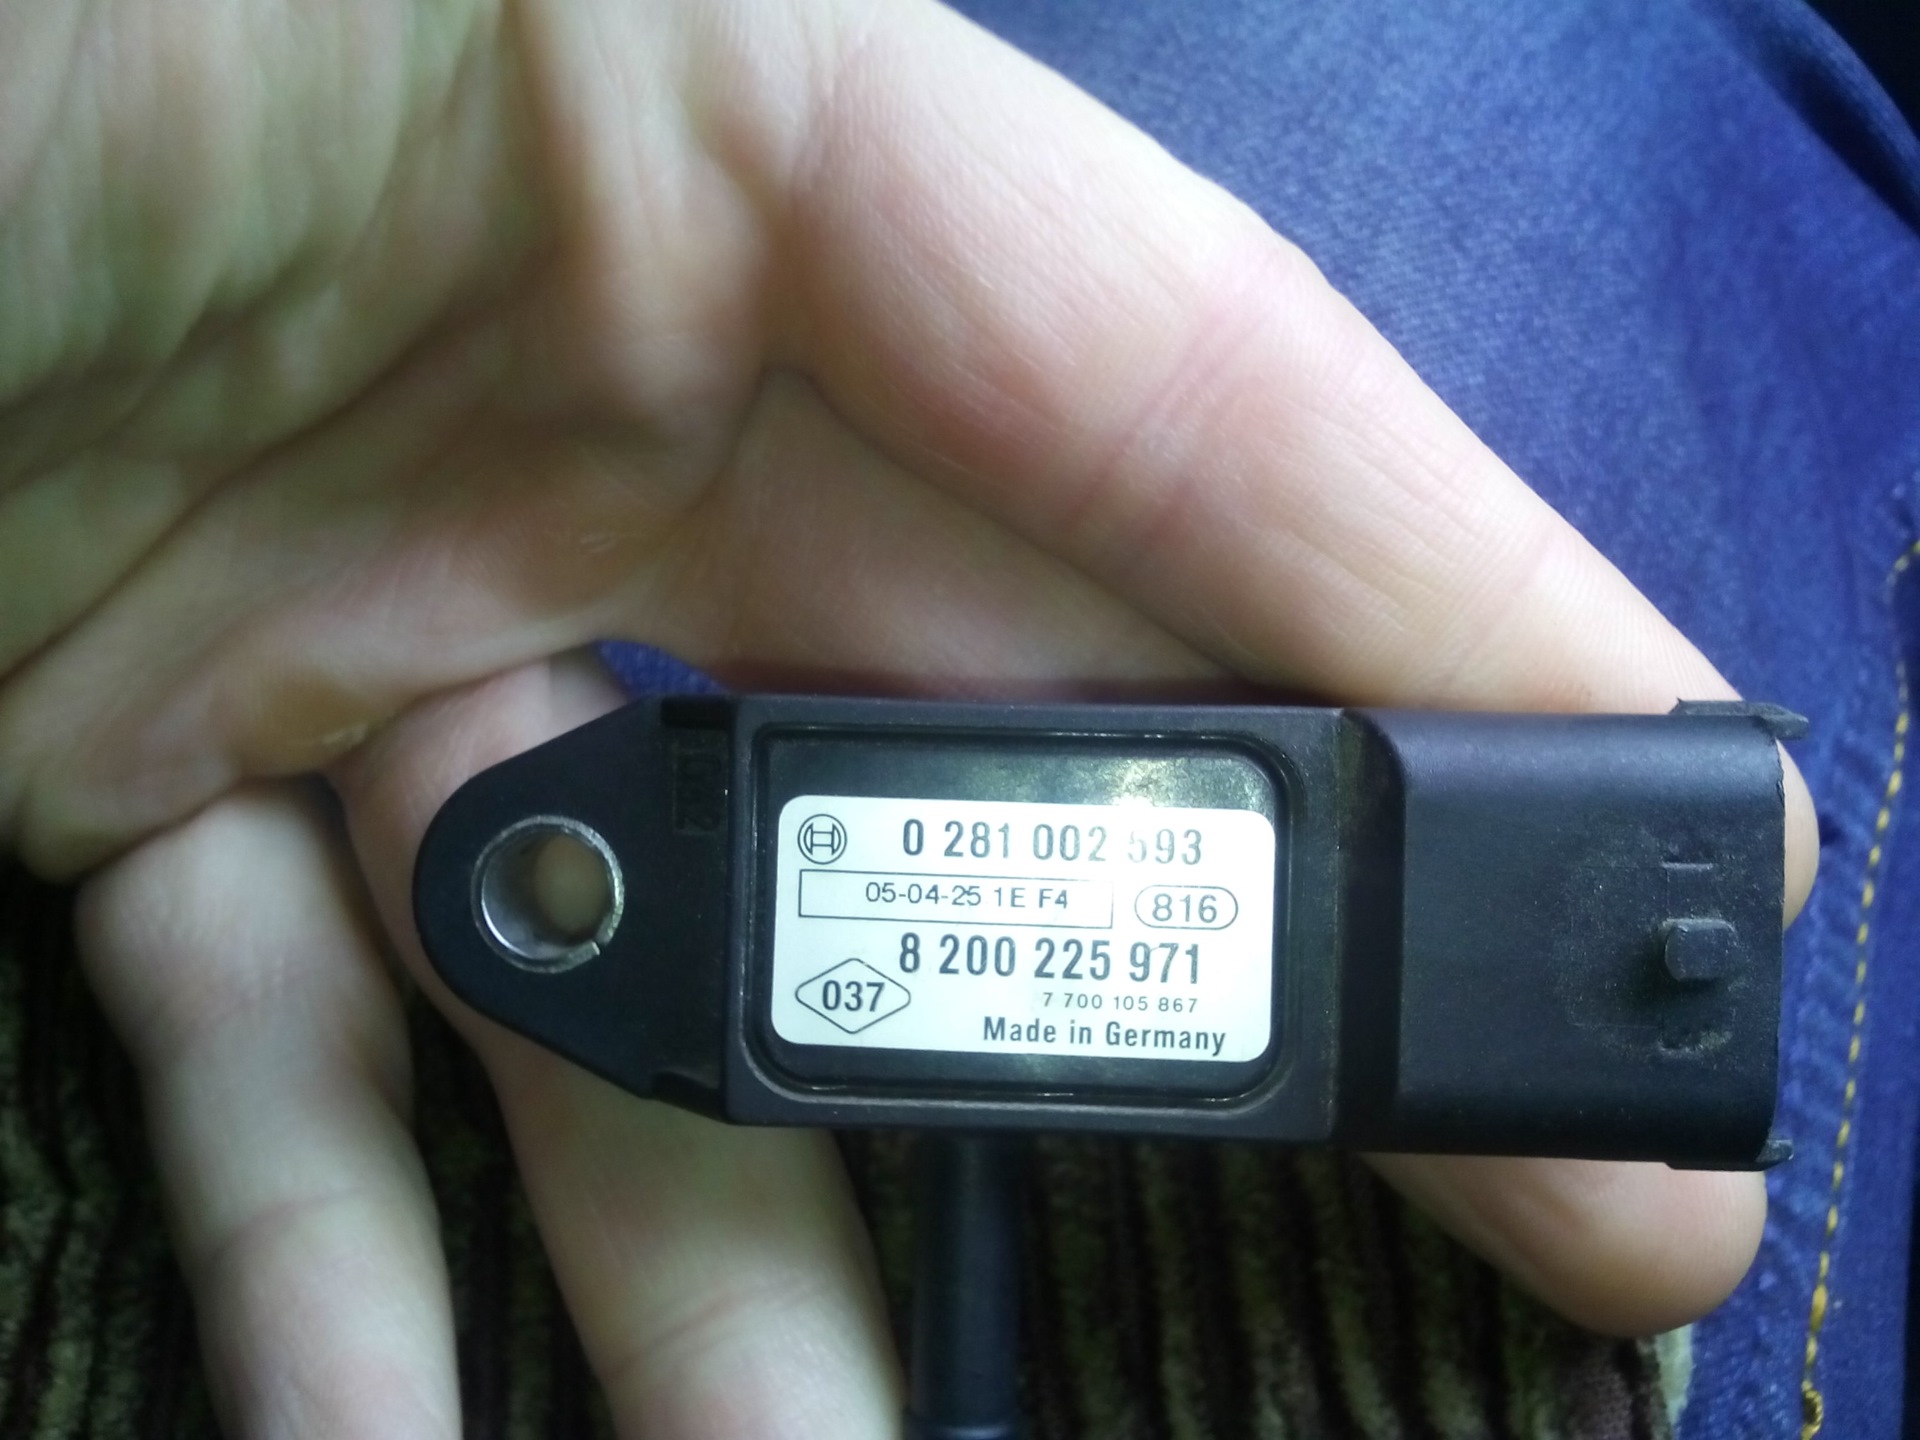 0 281 002 593
05-04-25 1E F4
816
8 200 225 971
037
7 700 105 867
Made in Germany